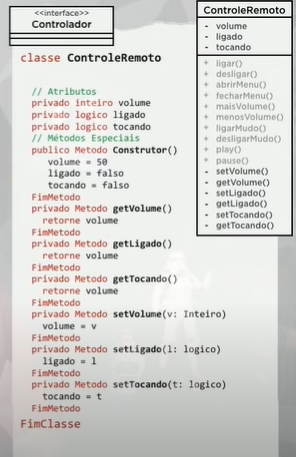 <<interface>>
Controlador
ControleRemoto
- volume
- ligado
- tocando
+ ligar()
+ desligar()
+ abrirMenu()
+ fecharMenu()
+ maisVolume()
+ menosVolume()
+ ligarMudo()
+ desligarMudo()
+ play()
+ pause()
- setVolume()
- getVolume()
- setLigado()
- getLigado()
- setTocando()
- getTocando()
classe ControleRemoto
// Atributos
privado inteiro volume
privado logico ligado
privado logico tocando
// Métodos Especiais
publico Metodo Construtor()
volume = 50
ligado = falso
tocando = falso
FimMetodo
privado Metodo getVolume()
retorne volume
FimMetodo
privado Metodo getLigado()
retorne volume
FimMetodo
privado Metodo getTocando()
retorne volume
FimMetodo
privado Metodo setVolume(v: Inteiro)
volume = v
FimMetodo
privado Metodo setLigado(l: logico)
ligado = l
FimMetodo
privado Metodo setTocando(t: logico)
tocando = t
FimMetodo
FimClasse